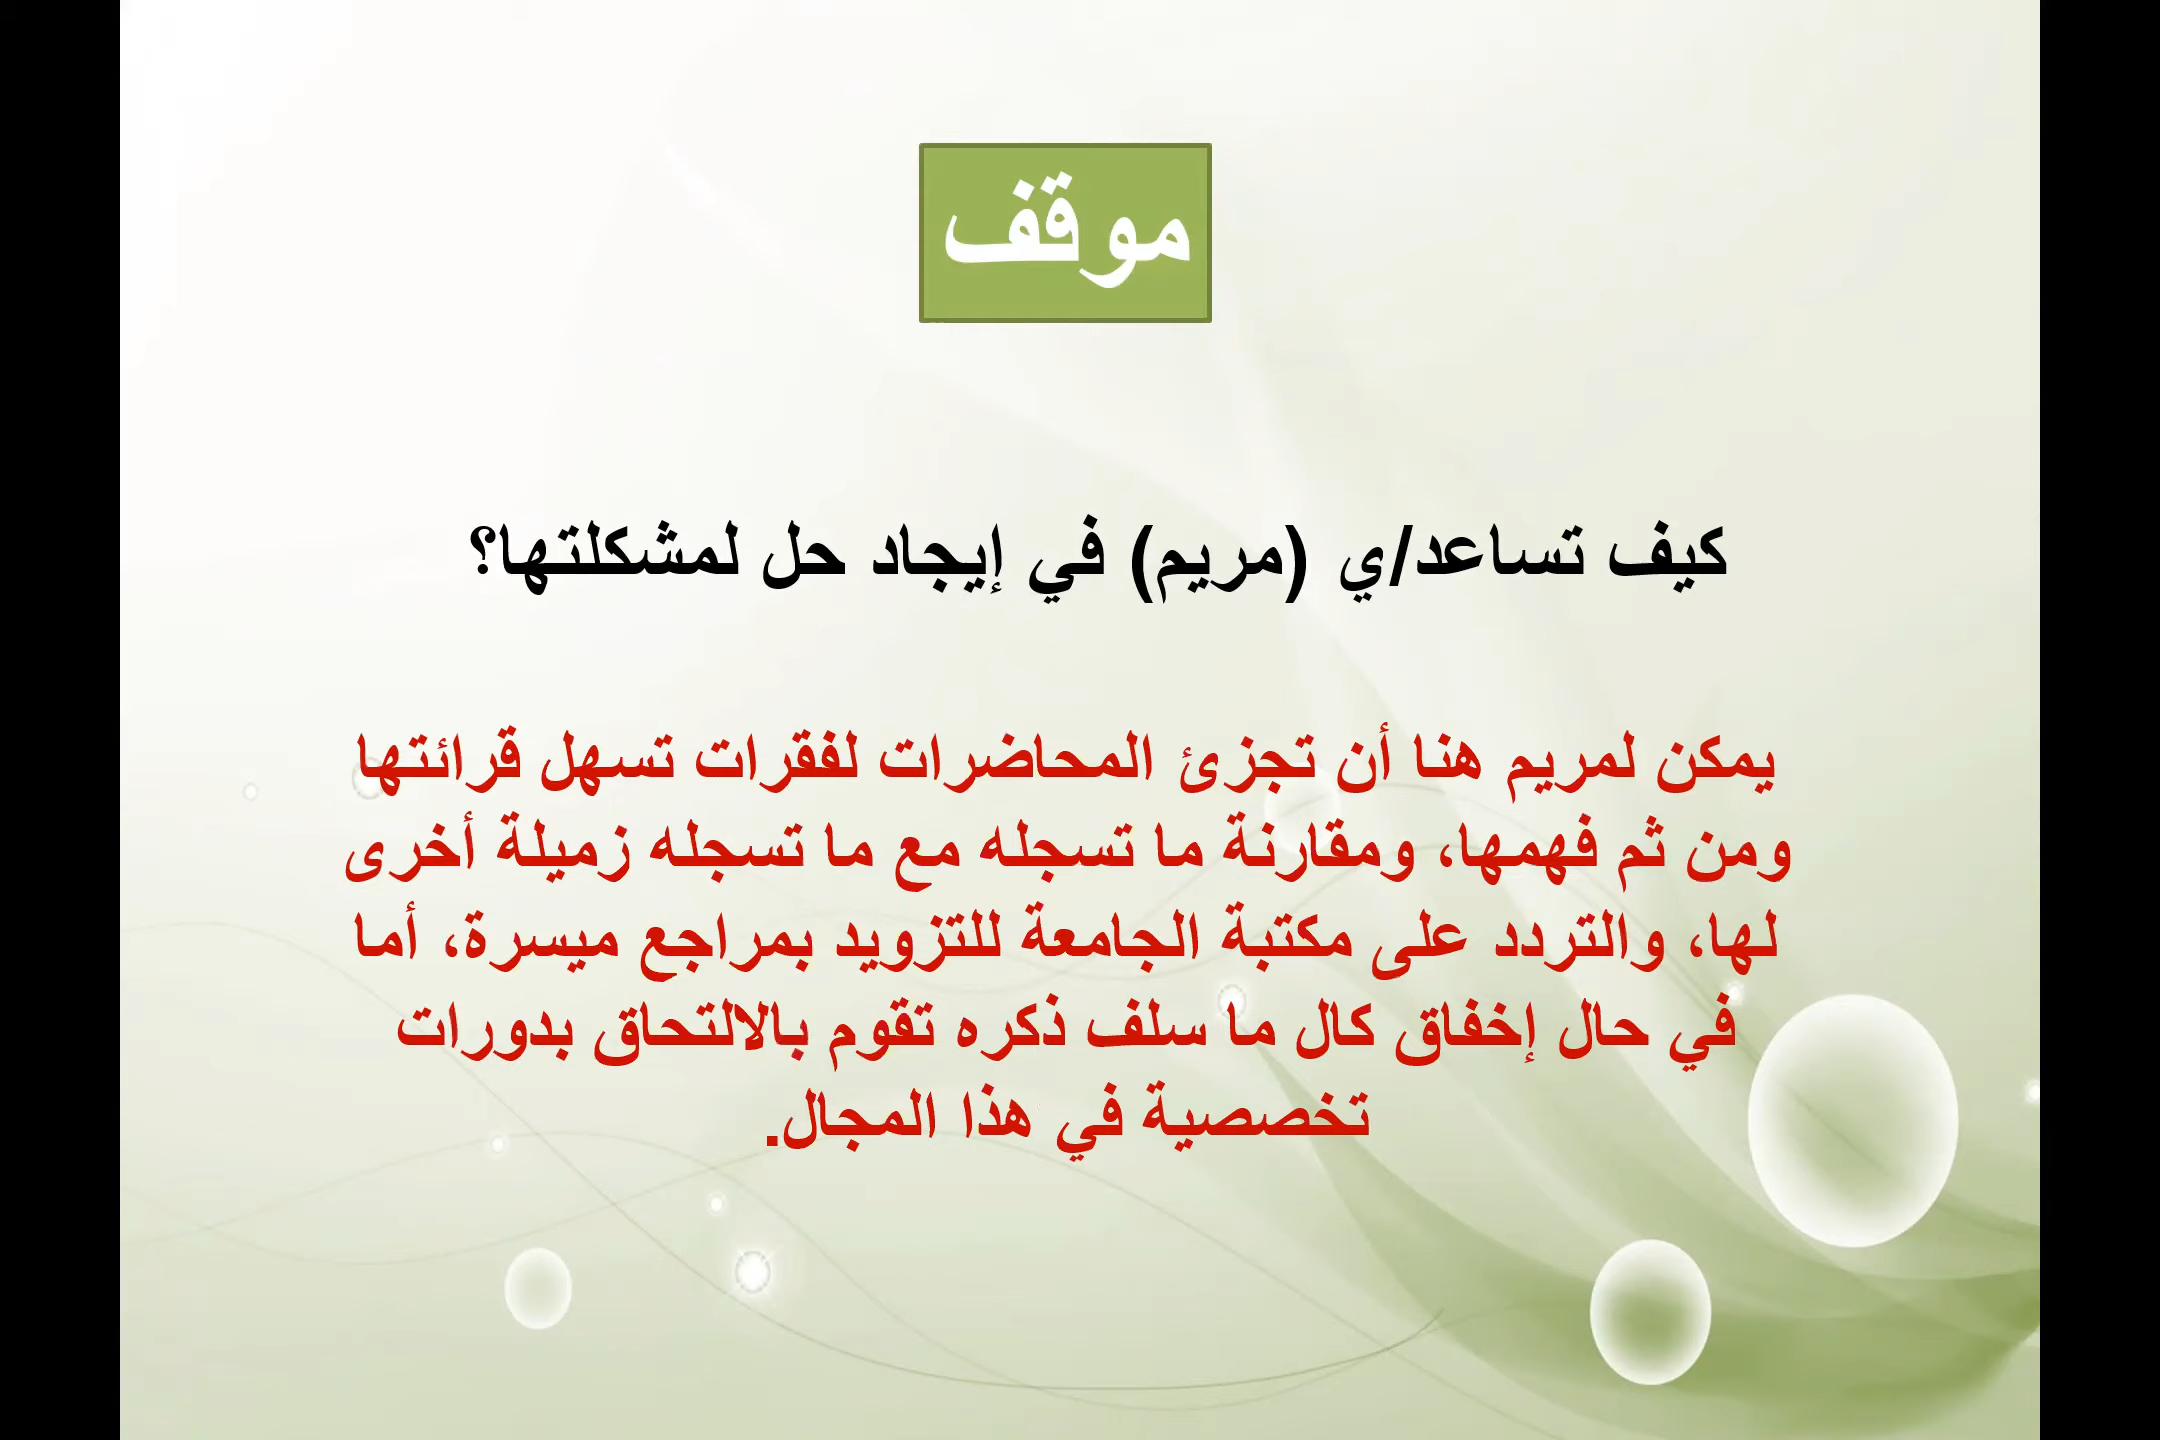 موقف
كيف تساعد/ي (مريم) في إيجاد حل لمشكلتها؟
يمكن لمريم هنا أن تجزئ المحاضرات لفقرات تسهل قرائتها
ومن ثم فهمها، ومقارنة ما تسجله مع ما تسجله زميلة أخرى
لها، والتردد على مكتبة الجامعة للتزويد بمراجع ميسرة، أما
في حال إخفاق كال ما سلف ذكره تقوم بالالتحاق بدورات
تخصصية في هذا المجال.